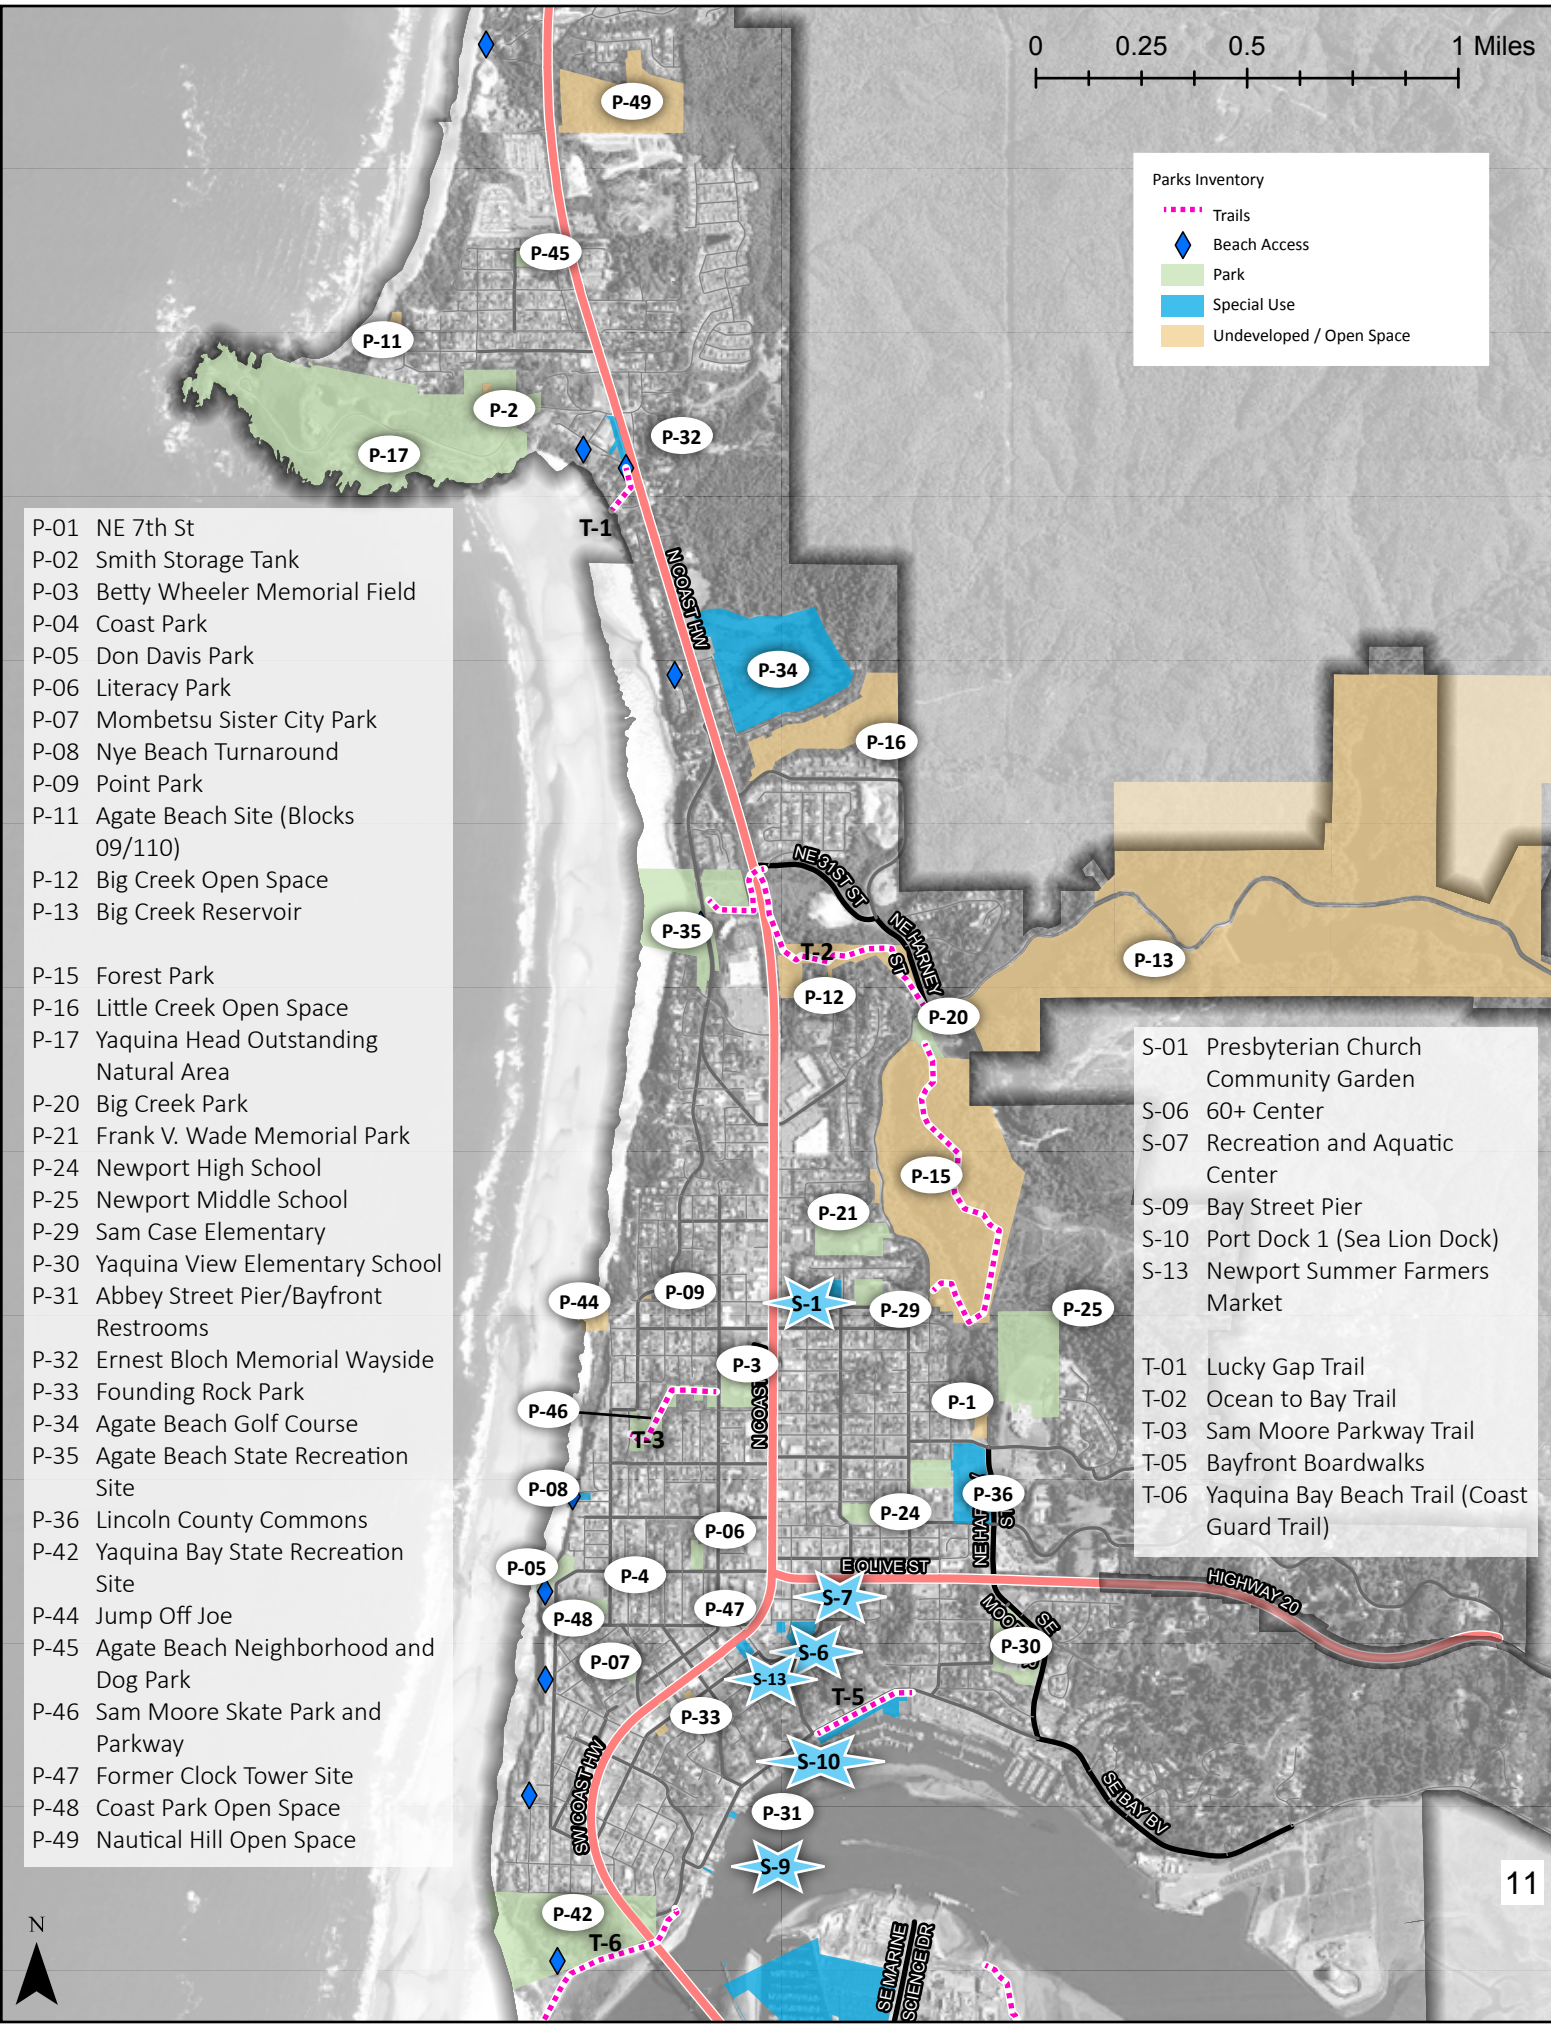 0 0.25 0.5 1 Miles
Parks Inventory
Trails
Beach Access
Park
Special Use
Undeveloped / Open Space
P-49
P-45
P-11
P-2
P-32
P-17
T-1
N COAST HW
P-34
P-16
NE 31ST ST
NE HARNEY
ST
P-35
T-2
P-12
P-13
P-20
P-15
P-21
P-09
P-44
S-1
P-29
P-25
P-3
N COAST
P-46
T-3
P-1
P-08
P-36
P-24
P-06
P-05
P-4
E OLIVE ST
HIGHWAY 20
S-7
P-47
P-48
SE
P-30
S-6
P-07
S-13
T-5
P-33
S-10
SW COAST HW
P-31
SE BAY BV
S-9
P-42
T-6
SE MARINE
SCIENCE DR
P-01 NE 7th St
P-02 Smith Storage Tank
P-03 Betty Wheeler Memorial Field
P-04 Coast Park
P-05 Don Davis Park
P-06 Literacy Park
P-07 Mombetsu Sister City Park
P-08 Nye Beach Turnaround
P-09 Point Park
P-11 Agate Beach Site (Blocks
09/110)
P-12 Big Creek Open Space
P-13 Big Creek Reservoir
P-15 Forest Park
P-16 Little Creek Open Space
P-17 Yaquina Head Outstanding
Natural Area
P-20 Big Creek Park
P-21 Frank V. Wade Memorial Park
P-24 Newport High School
P-25 Newport Middle School
P-29 Sam Case Elementary
P-30 Yaquina View Elementary School
P-31 Abbey Street Pier/Bayfront
Restrooms
P-32 Ernest Bloch Memorial Wayside
P-33 Founding Rock Park
P-34 Agate Beach Golf Course
P-35 Agate Beach State Recreation
Site
P-36 Lincoln County Commons
P-42 Yaquina Bay State Recreation
Site
P-44 Jump Off Joe
P-45 Agate Beach Neighborhood and
Dog Park
P-46 Sam Moore Skate Park and
Parkway
P-47 Former Clock Tower Site
P-48 Coast Park Open Space
P-49 Nautical Hill Open Space
S-01 Presbyterian Church
Community Garden
S-06 60+ Center
S-07 Recreation and Aquatic
Center
S-09 Bay Street Pier
S-10 Port Dock 1 (Sea Lion Dock)
S-13 Newport Summer Farmers
Market
T-01 Lucky Gap Trail
T-02 Ocean to Bay Trail
T-03 Sam Moore Parkway Trail
T-05 Bayfront Boardwalks
T-06 Yaquina Bay Beach Trail (Coast
Guard Trail)
11
N